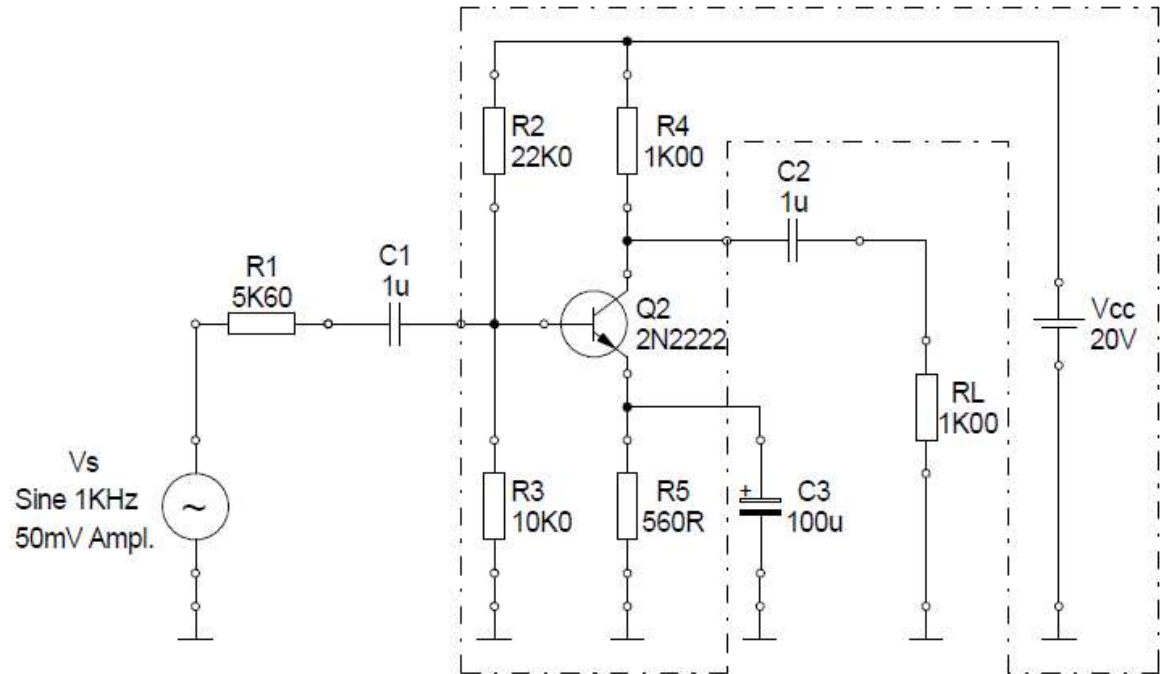 R2
22K0
R4
1K00
C2
1u
R1
5K60
C1
1u
Q2
2N2222
Vcc
20V
RL
1K00
Vs
Sine 1KHz
50mV Ampl.
~
R3
10K0
R5
560R
+
C3
100u